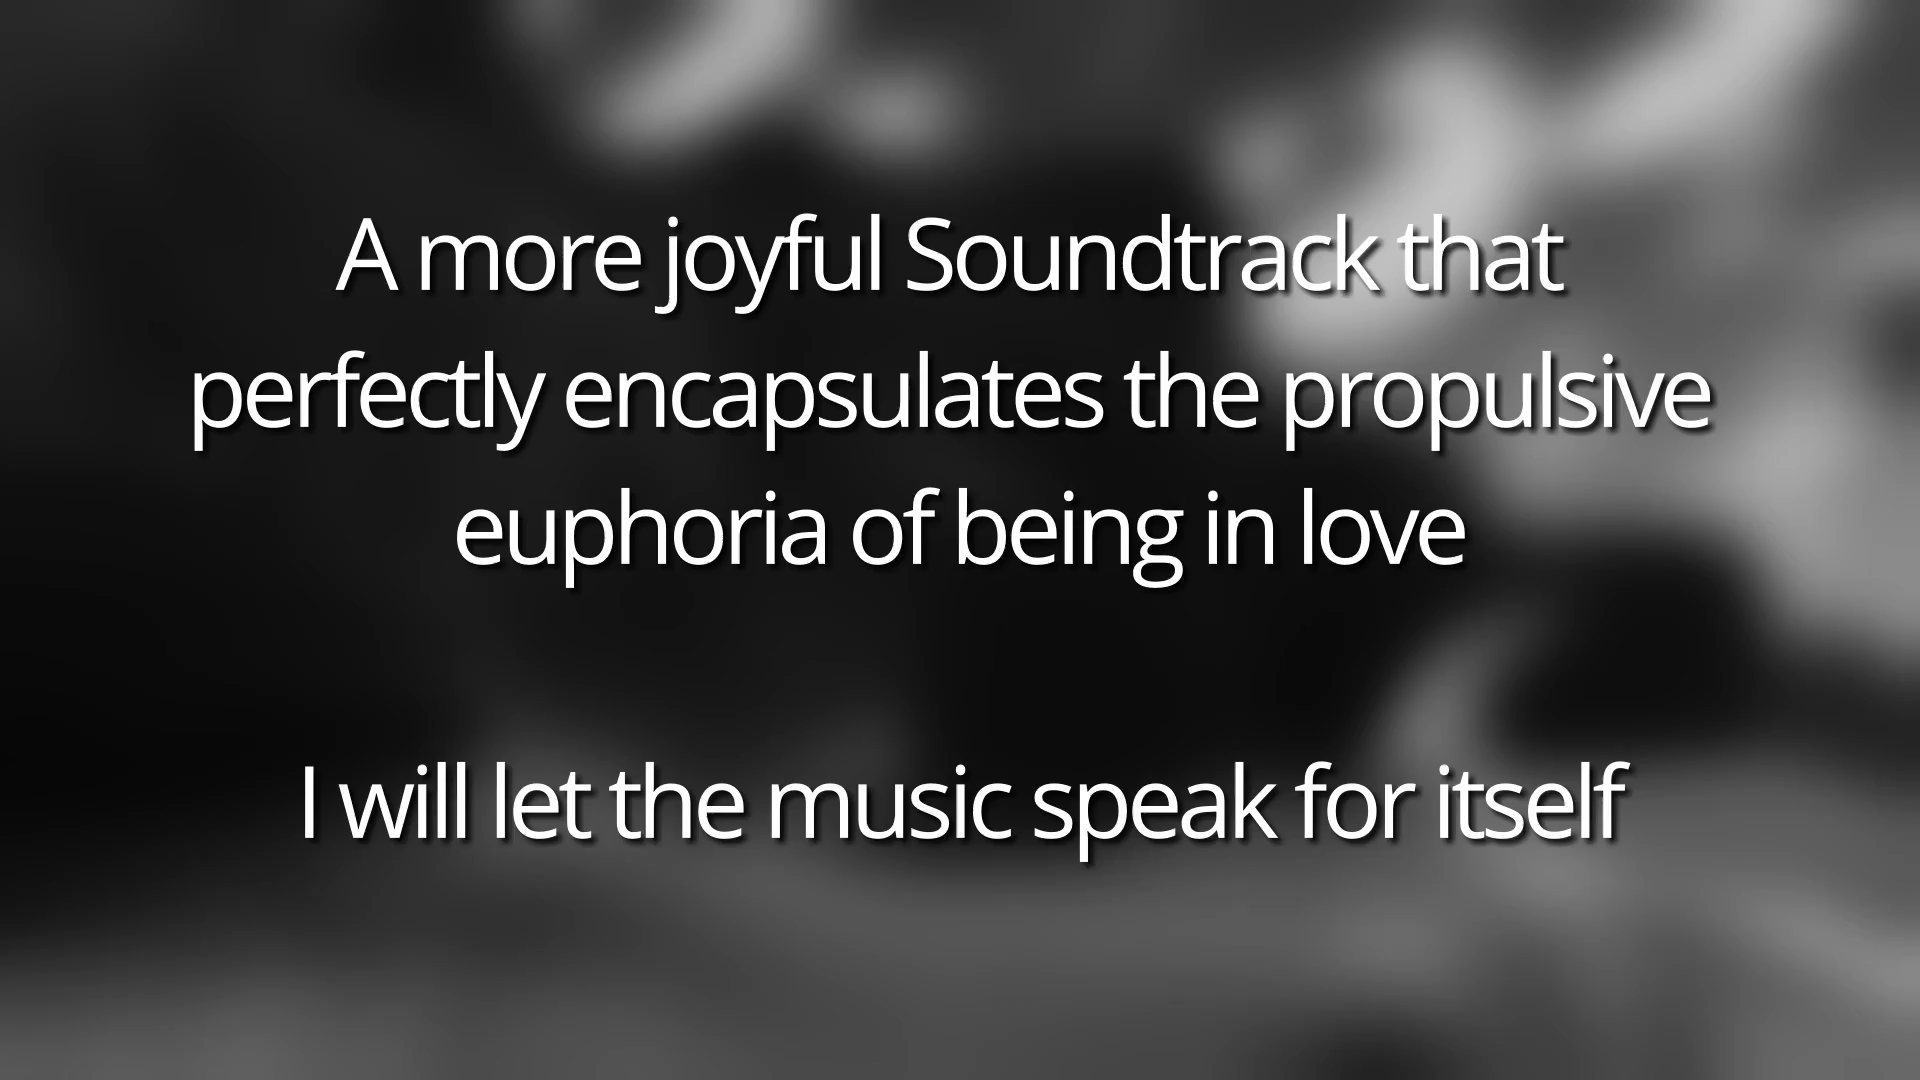 A more joyful Soundtrack that
perfectly encapsulates the propulsive
euphoria of being in love
I will let the music speak for itself